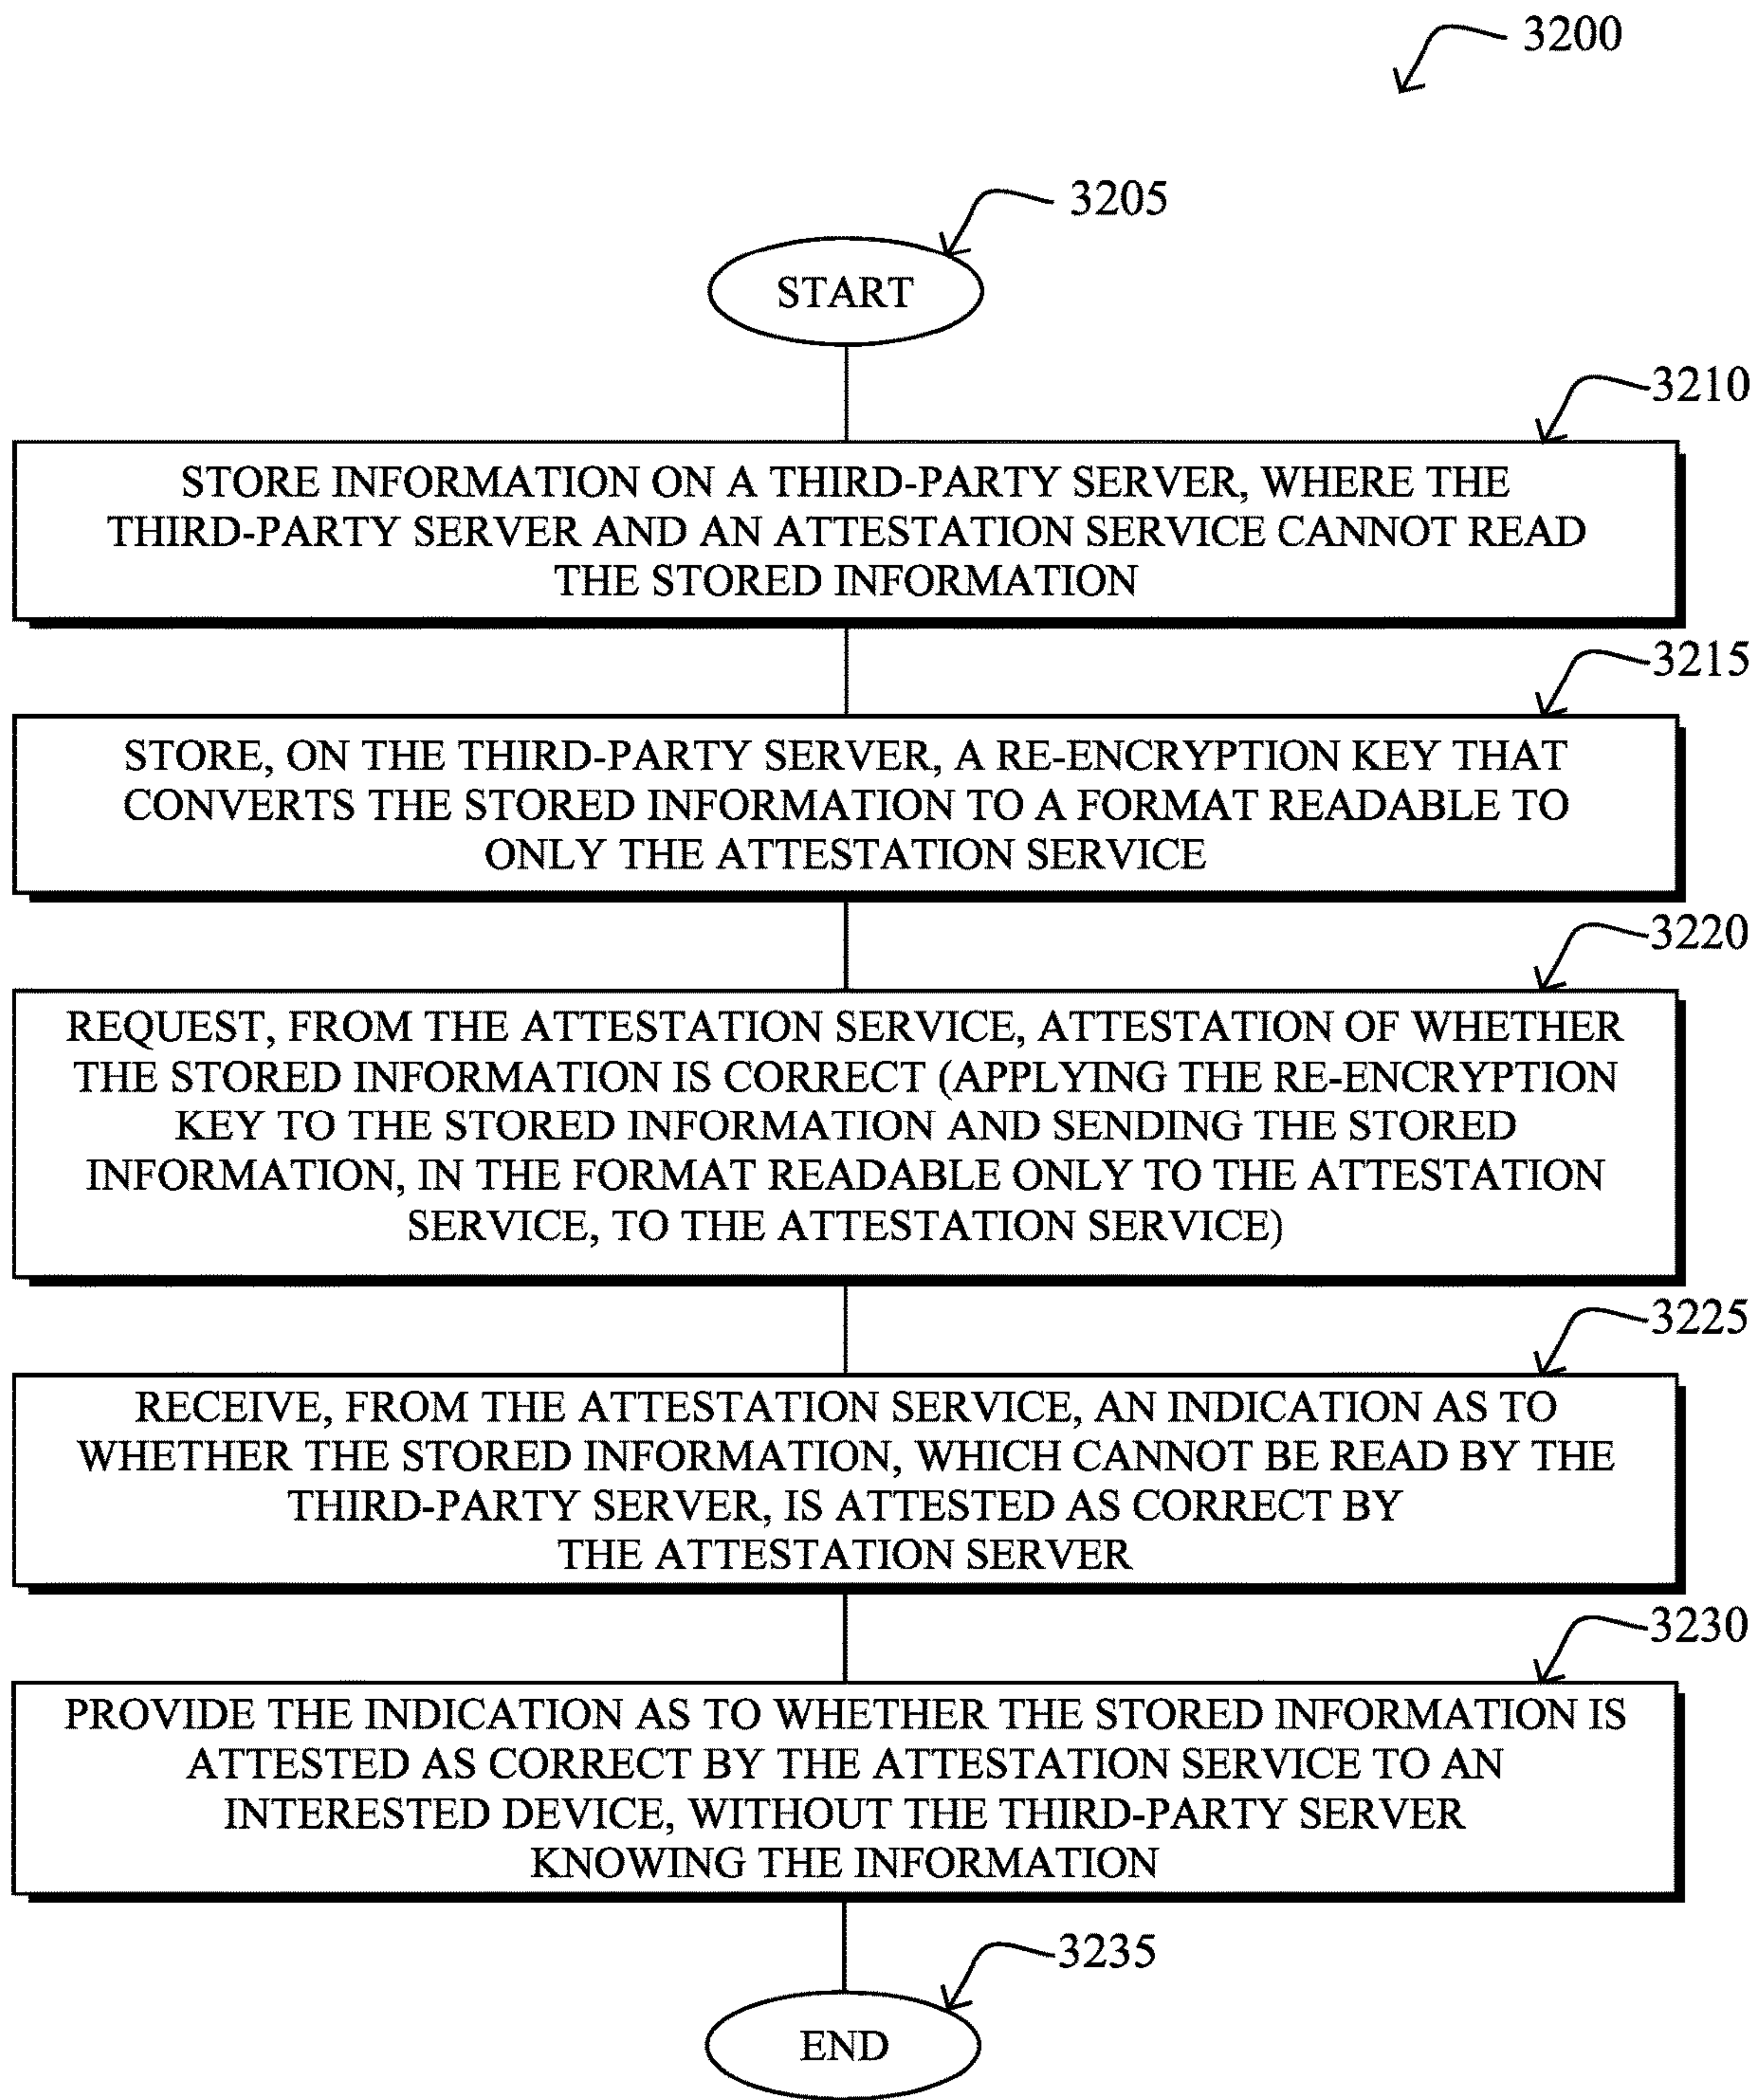 3200
3205
START
3210
STORE INFORMATION ON A THIRD-PARTY SERVER, WHERE THE
THIRD-PARTY SERVER AND AN ATTESTATION SERVICE CANNOT READ
THE STORED INFORMATION
3215
STORE, ON THE THIRD-PARTY SERVER, A RE-ENCRYPTION KEY THAT
CONVERTS THE STORED INFORMATION TO A FORMAT READABLE TO
ONLY THE ATTESTATION SERVICE
3220
REQUEST, FROM THE ATTESTATION SERVICE, ATTESTATION OF WHETHER
THE STORED INFORMATION IS CORRECT (APPLYING THE RE-ENCRYPTION
KEY TO THE STORED INFORMATION AND SENDING THE STORED
INFORMATION, IN THE FORMAT READABLE ONLY TO THE ATTESTATION
SERVICE, TO THE ATTESTATION SERVICE)
3225
RECEIVE, FROM THE ATTESTATION SERVICE, AN INDICATION AS TO
WHETHER THE STORED INFORMATION, WHICH CANNOT BE READ BY THE
THIRD-PARTY SERVER, IS ATTESTED AS CORRECT BY
THE ATTESTATION SERVER
3230
PROVIDE THE INDICATION AS TO WHETHER THE STORED INFORMATION IS
ATTESTED AS CORRECT BY THE ATTESTATION SERVICE TO AN
INTERESTED DEVICE, WITHOUT THE THIRD-PARTY SERVER
KNOWING THE INFORMATION
3235
END